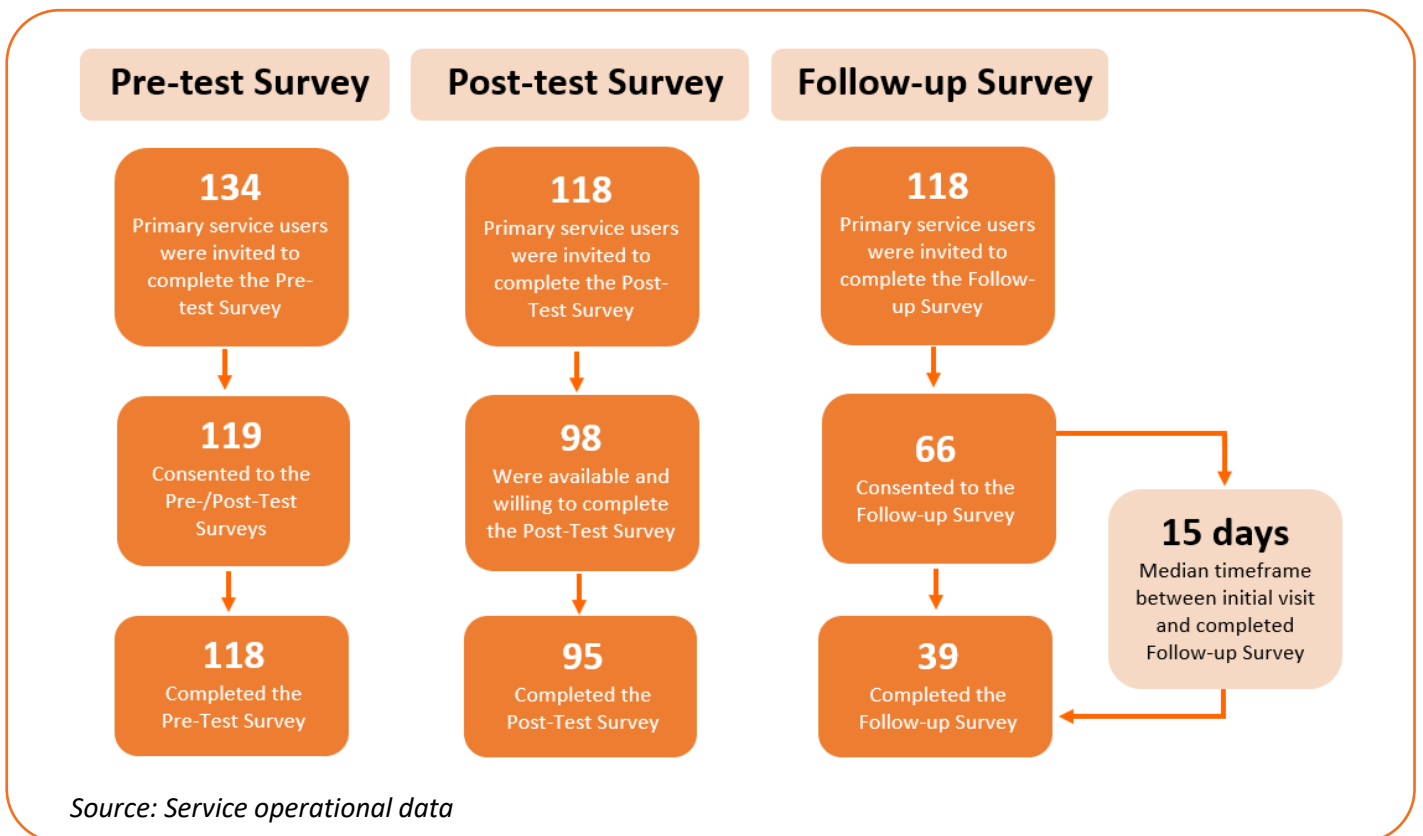 Pre-test Survey
134
Primary service users
were invited to
complete the Pre-
test Survey
119
Consented to the
Pre-/Post-Test
Surveys
118
Completed the
Pre-Test Survey
Post-test Survey
118
Primary service users
were invited to
complete the Post-
Test Survey
98
Were available and
willing to complete
the Post-Test Survey
95
Completed the
Post-Test Survey
Follow-up Survey
118
Primary service users
were invited to
complete the Follow-
up Survey
66
Consented to the
Follow-up Survey
39
Completed the
Follow-up Survey
15 days
Median timeframe
between initial visit
and completed
Follow-up Survey
Source: Service operational data